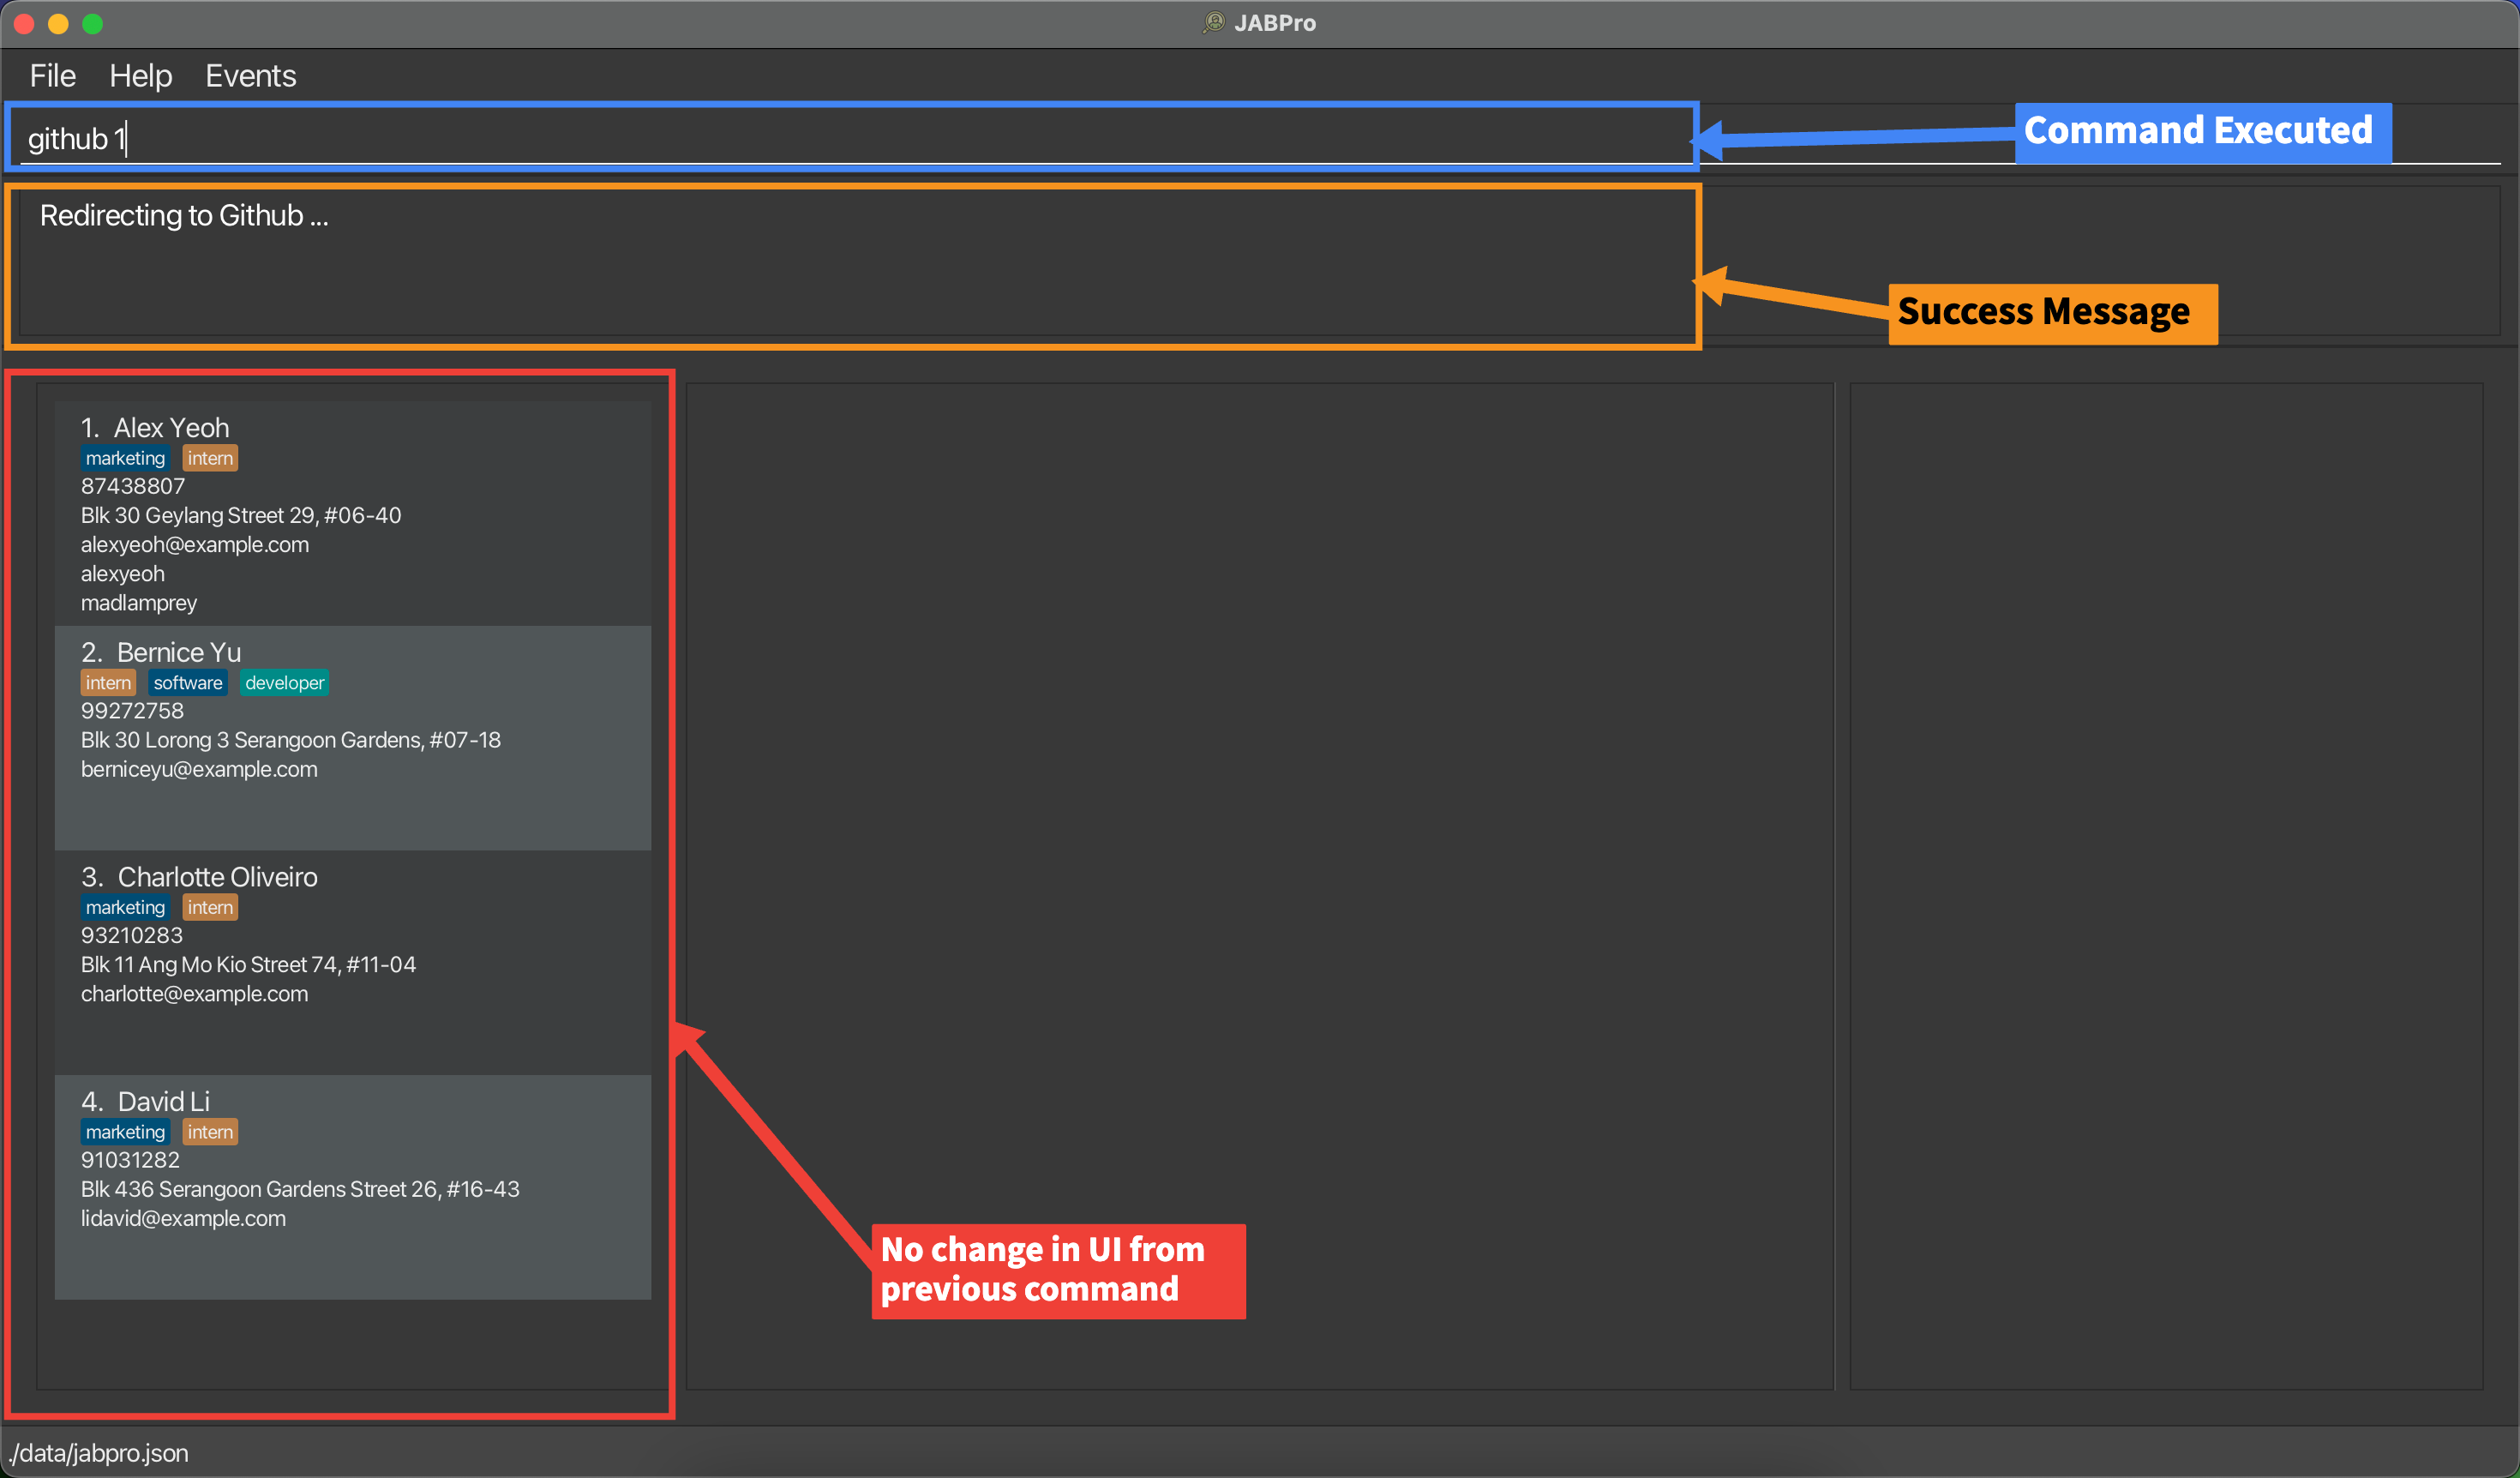 JABPro
File Help Events
github 1
Command Executed
Redirecting to Github ...
Success Message
1. Alex Yeoh
marketing intern
87438807
Blk 30 Geylang Street 29, #06-40
alexyeoh@example.com
alexyeoh
madlamprey
2. Bernice Yu
intern software developer
99272758
Blk 30 Lorong 3 Serangoon Gardens, #07-18
berniceyu@example.com
3. Charlotte Oliveiro
marketing intern
93210283
Blk 11 Ang Mo Kio Street 74, #11-04
charlotte@example.com
4. David Li
marketing intern
91031282
Blk 436 Serangoon Gardens Street 26, #16-43
lidavid@example.com
No change in UI from
previous command
./data/jabpro.json